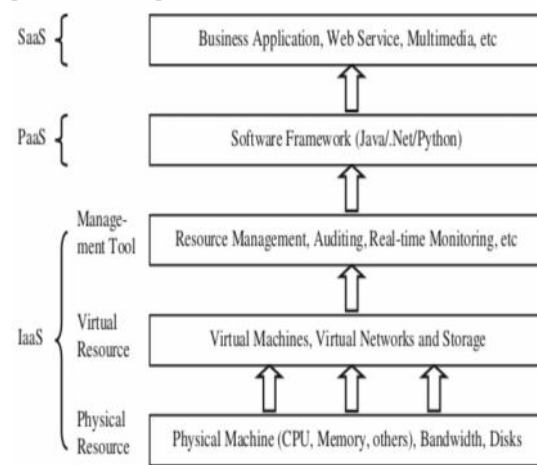 SaaS
Business Application, Web Service, Multimedia, etc
PaaS
Software Framework (Java/.Net/Python)
Manage-
ment Tool
Resource Management, Auditing, Real-time Monitoring, etc
IaaS
Virtual
Resource
Virtual Machines, Virtual Networks and Storage
Physical
Resource
Physical Machine (CPU, Memory, others), Bandwidth, Disks